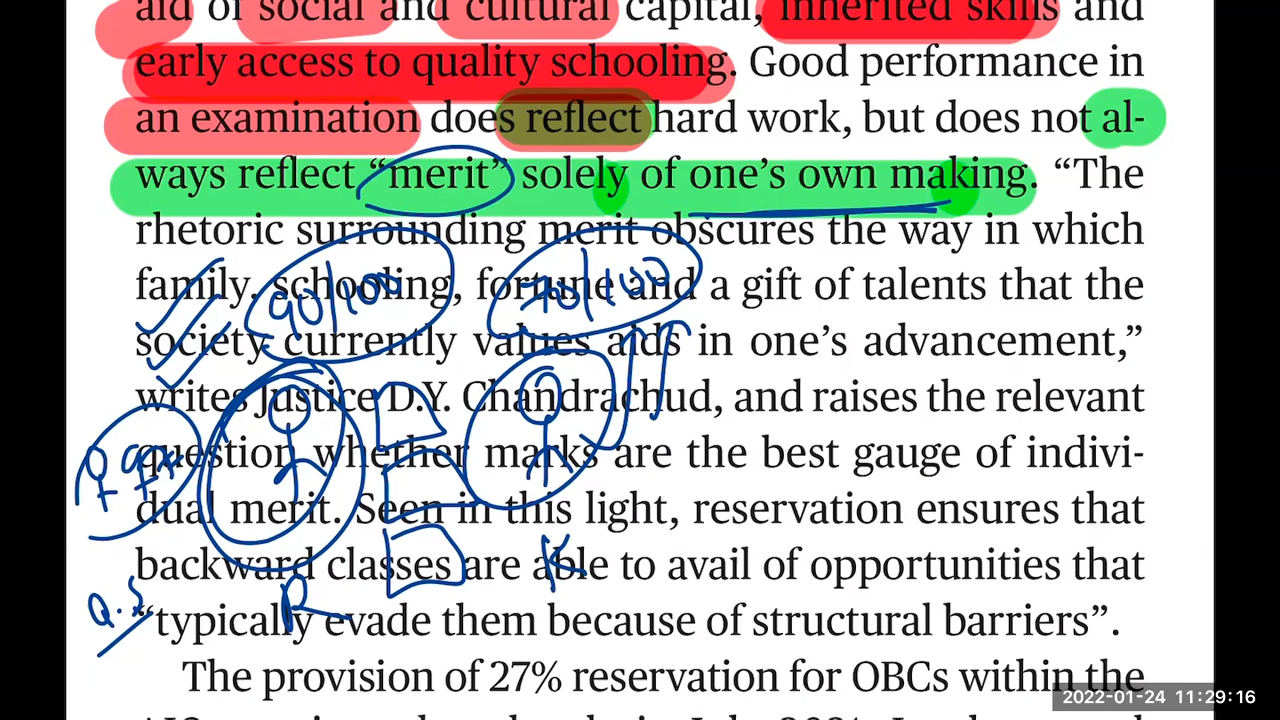 aid of social and cultural capital, inherited skills and
early access to quality schooling. Good performance in
an examination does reflect hard work, but does not al-
ways reflect “merit” solely of one’s own making. “The
rhetoric surrounding merit obscures the way in which
family, schooling, fortune and a gift of talents that the
90/100 70/100
society currently values aids in one’s advancement,”
writes Justice D.Y. Chandrachud, and raises the relevant
question whether marks are the best gauge of indivi-
dual merit. Seen in this light, reservation ensures that
backward classes are able to avail of opportunities that
K
R
Q.S
“typically evade them because of structural barriers”.
The provision of 27% reservation for OBCs within the
2022-01-24 11:29:16